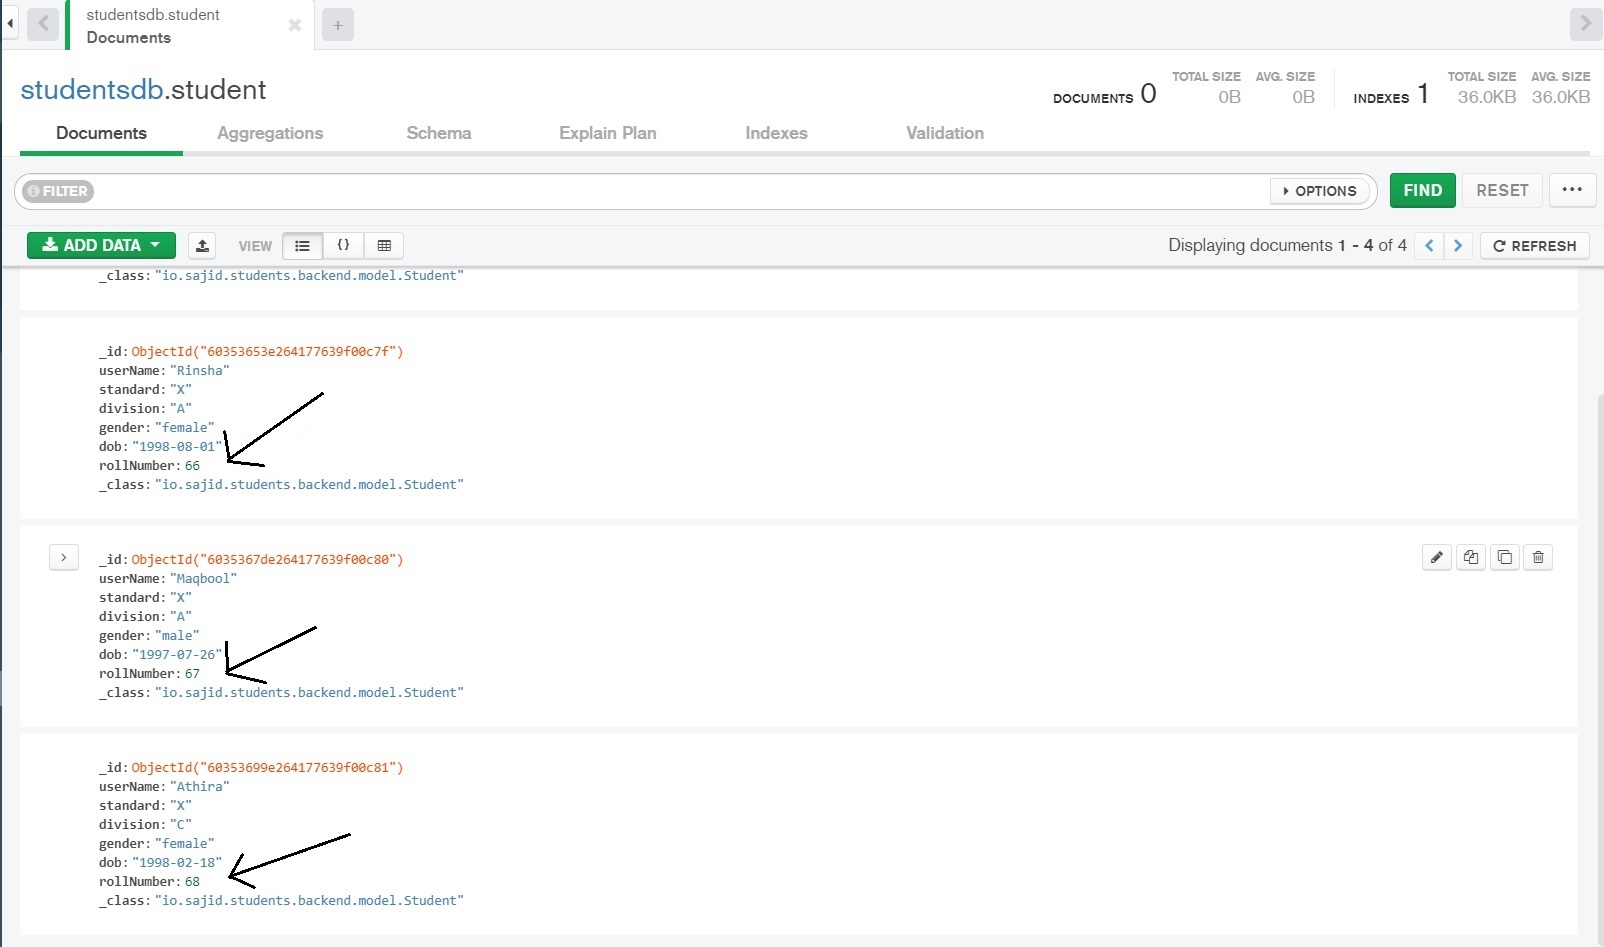 studentsdb.student
Documents
studentsdb.student
DOCUMENTS 0
TOTAL SIZE AVG. SIZE
0B 0B
INDEXES 1
TOTAL SIZE AVG. SIZE
36.0KB 36.0KB
Documents Aggregations Schema Explain Plan Indexes Validation
FILTER OPTIONS FIND RESET ...
ADD DATA VIEW {} Displaying documents 1 - 4 of 4 REFRESH
_class: "io.sajid.students.backend.model.Student"
_id: ObjectId("60353653e264177639f00c7f")
userName: "Rinsha"
standard: "X"
division: "A"
gender: "female"
dob: "1998-08-01"
rollNumber: 66
_class: "io.sajid.students.backend.model.Student"
_id: ObjectId("6035367de264177639f00c80")
userName: "Maqbool"
standard: "X"
division: "A"
gender: "male"
dob: "1997-07-26"
rollNumber: 67
_class: "io.sajid.students.backend.model.Student"
_id: ObjectId("60353699e264177639f00c81")
userName: "Athira"
standard: "X"
division: "C"
gender: "female"
dob: "1998-02-18"
rollNumber: 68
_class: "io.sajid.students.backend.model.Student"